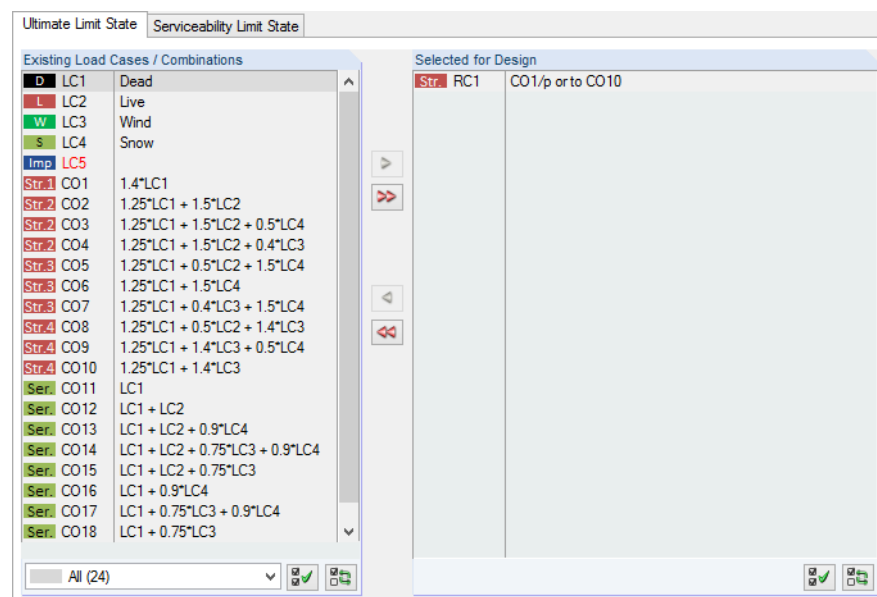 Ultimate Limit State Serviceability Limit State
Existing Load Cases / Combinations Selected for Design
D LC1 Dead Str. RC1 CO1/p or to CO10
L LC2 Live
W LC3 Wind
S LC4 Snow
Imp LC5
Str.1 CO1 1.4*LC1
Str.2 CO2 1.25*LC1 + 1.5*LC2
Str.2 CO3 1.25*LC1 + 1.5*LC2 + 0.5*LC4
Str.2 CO4 1.25*LC1 + 1.5*LC2 + 0.4*LC3
Str.3 CO5 1.25*LC1 + 0.5*LC2 + 1.5*LC4
Str.3 CO6 1.25*LC1 + 1.5*LC4
Str.3 CO7 1.25*LC1 + 0.4*LC3 + 1.5*LC4
Str.4 CO8 1.25*LC1 + 0.5*LC2 + 1.4*LC3
Str.4 CO9 1.25*LC1 + 1.4*LC3 + 0.5*LC4
Str.4 CO10 1.25*LC1 + 1.4*LC3
Ser. CO11 LC1
Ser. CO12 LC1 + LC2
Ser. CO13 LC1 + LC2 + 0.9*LC4
Ser. CO14 LC1 + LC2 + 0.75*LC3 + 0.9*LC4
Ser. CO15 LC1 + LC2 + 0.75*LC3
Ser. CO16 LC1 + 0.9*LC4
Ser. CO17 LC1 + 0.75*LC3 + 0.9*LC4
Ser. CO18 LC1 + 0.75*LC3
All (24)